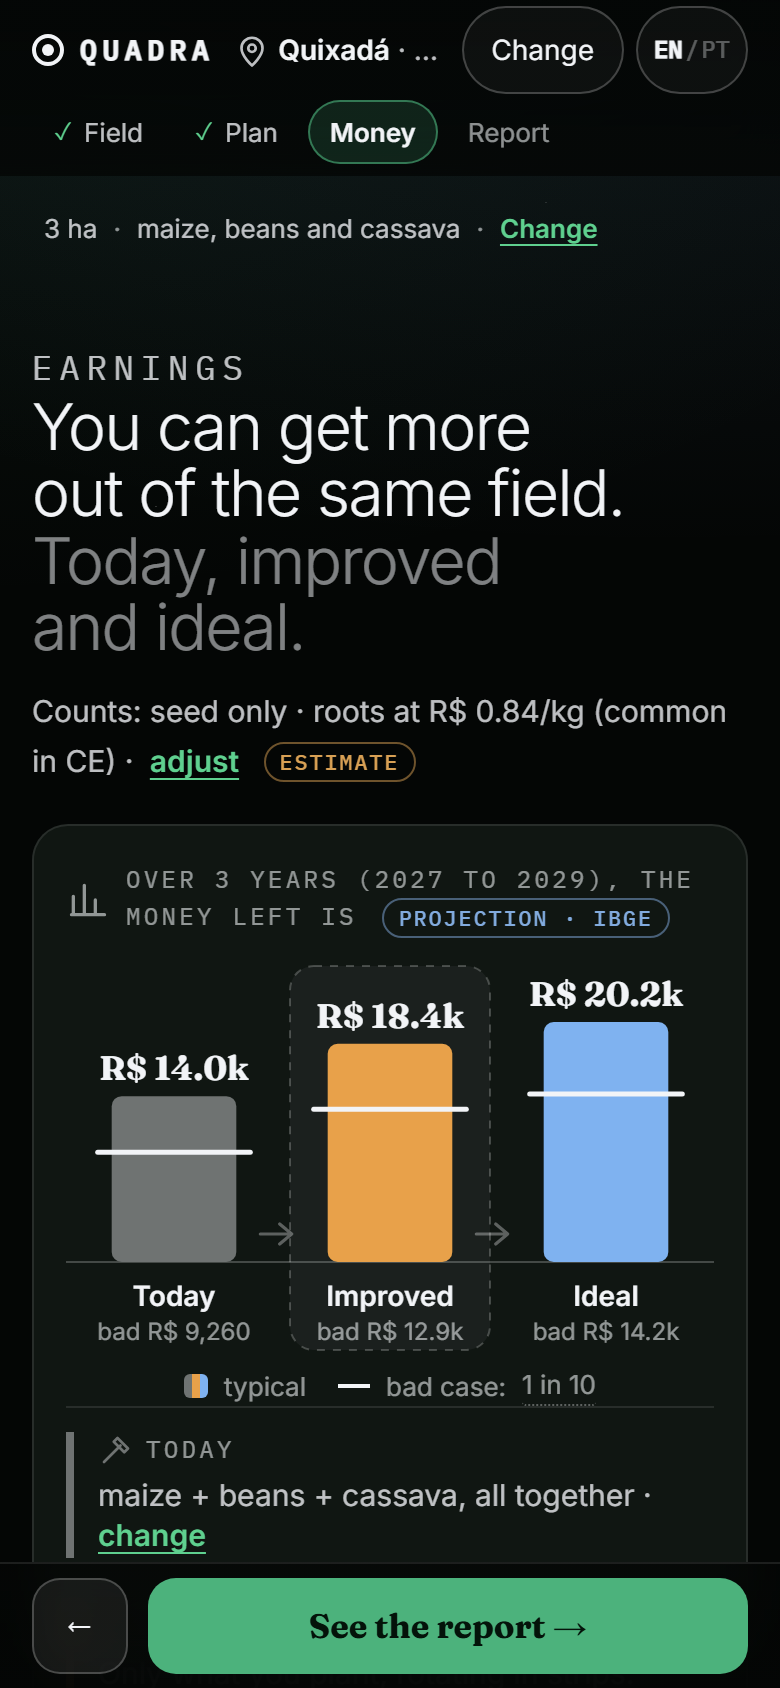 QUADRA Quixadá · ... Change EN/PT
✓ Field ✓ Plan Money Report
3 ha · maize, beans and cassava · Change
EARNINGS
You can get more
out of the same field.
Today, improved
and ideal.
Counts: seed only · roots at R$ 0.84/kg (common
in CE) · adjust ESTIMATE
OVER 3 YEARS (2027 TO 2029), THE
MONEY LEFT IS PROJECTION · IBGE
R$ 14.0k R$ 18.4k R$ 20.2k
→ →
Today Improved Ideal
bad R$ 9,260 bad R$ 12.9k bad R$ 14.2k
typical bad case: 1 in 10
TODAY
maize + beans + cassava, all together ·
change
← See the report →